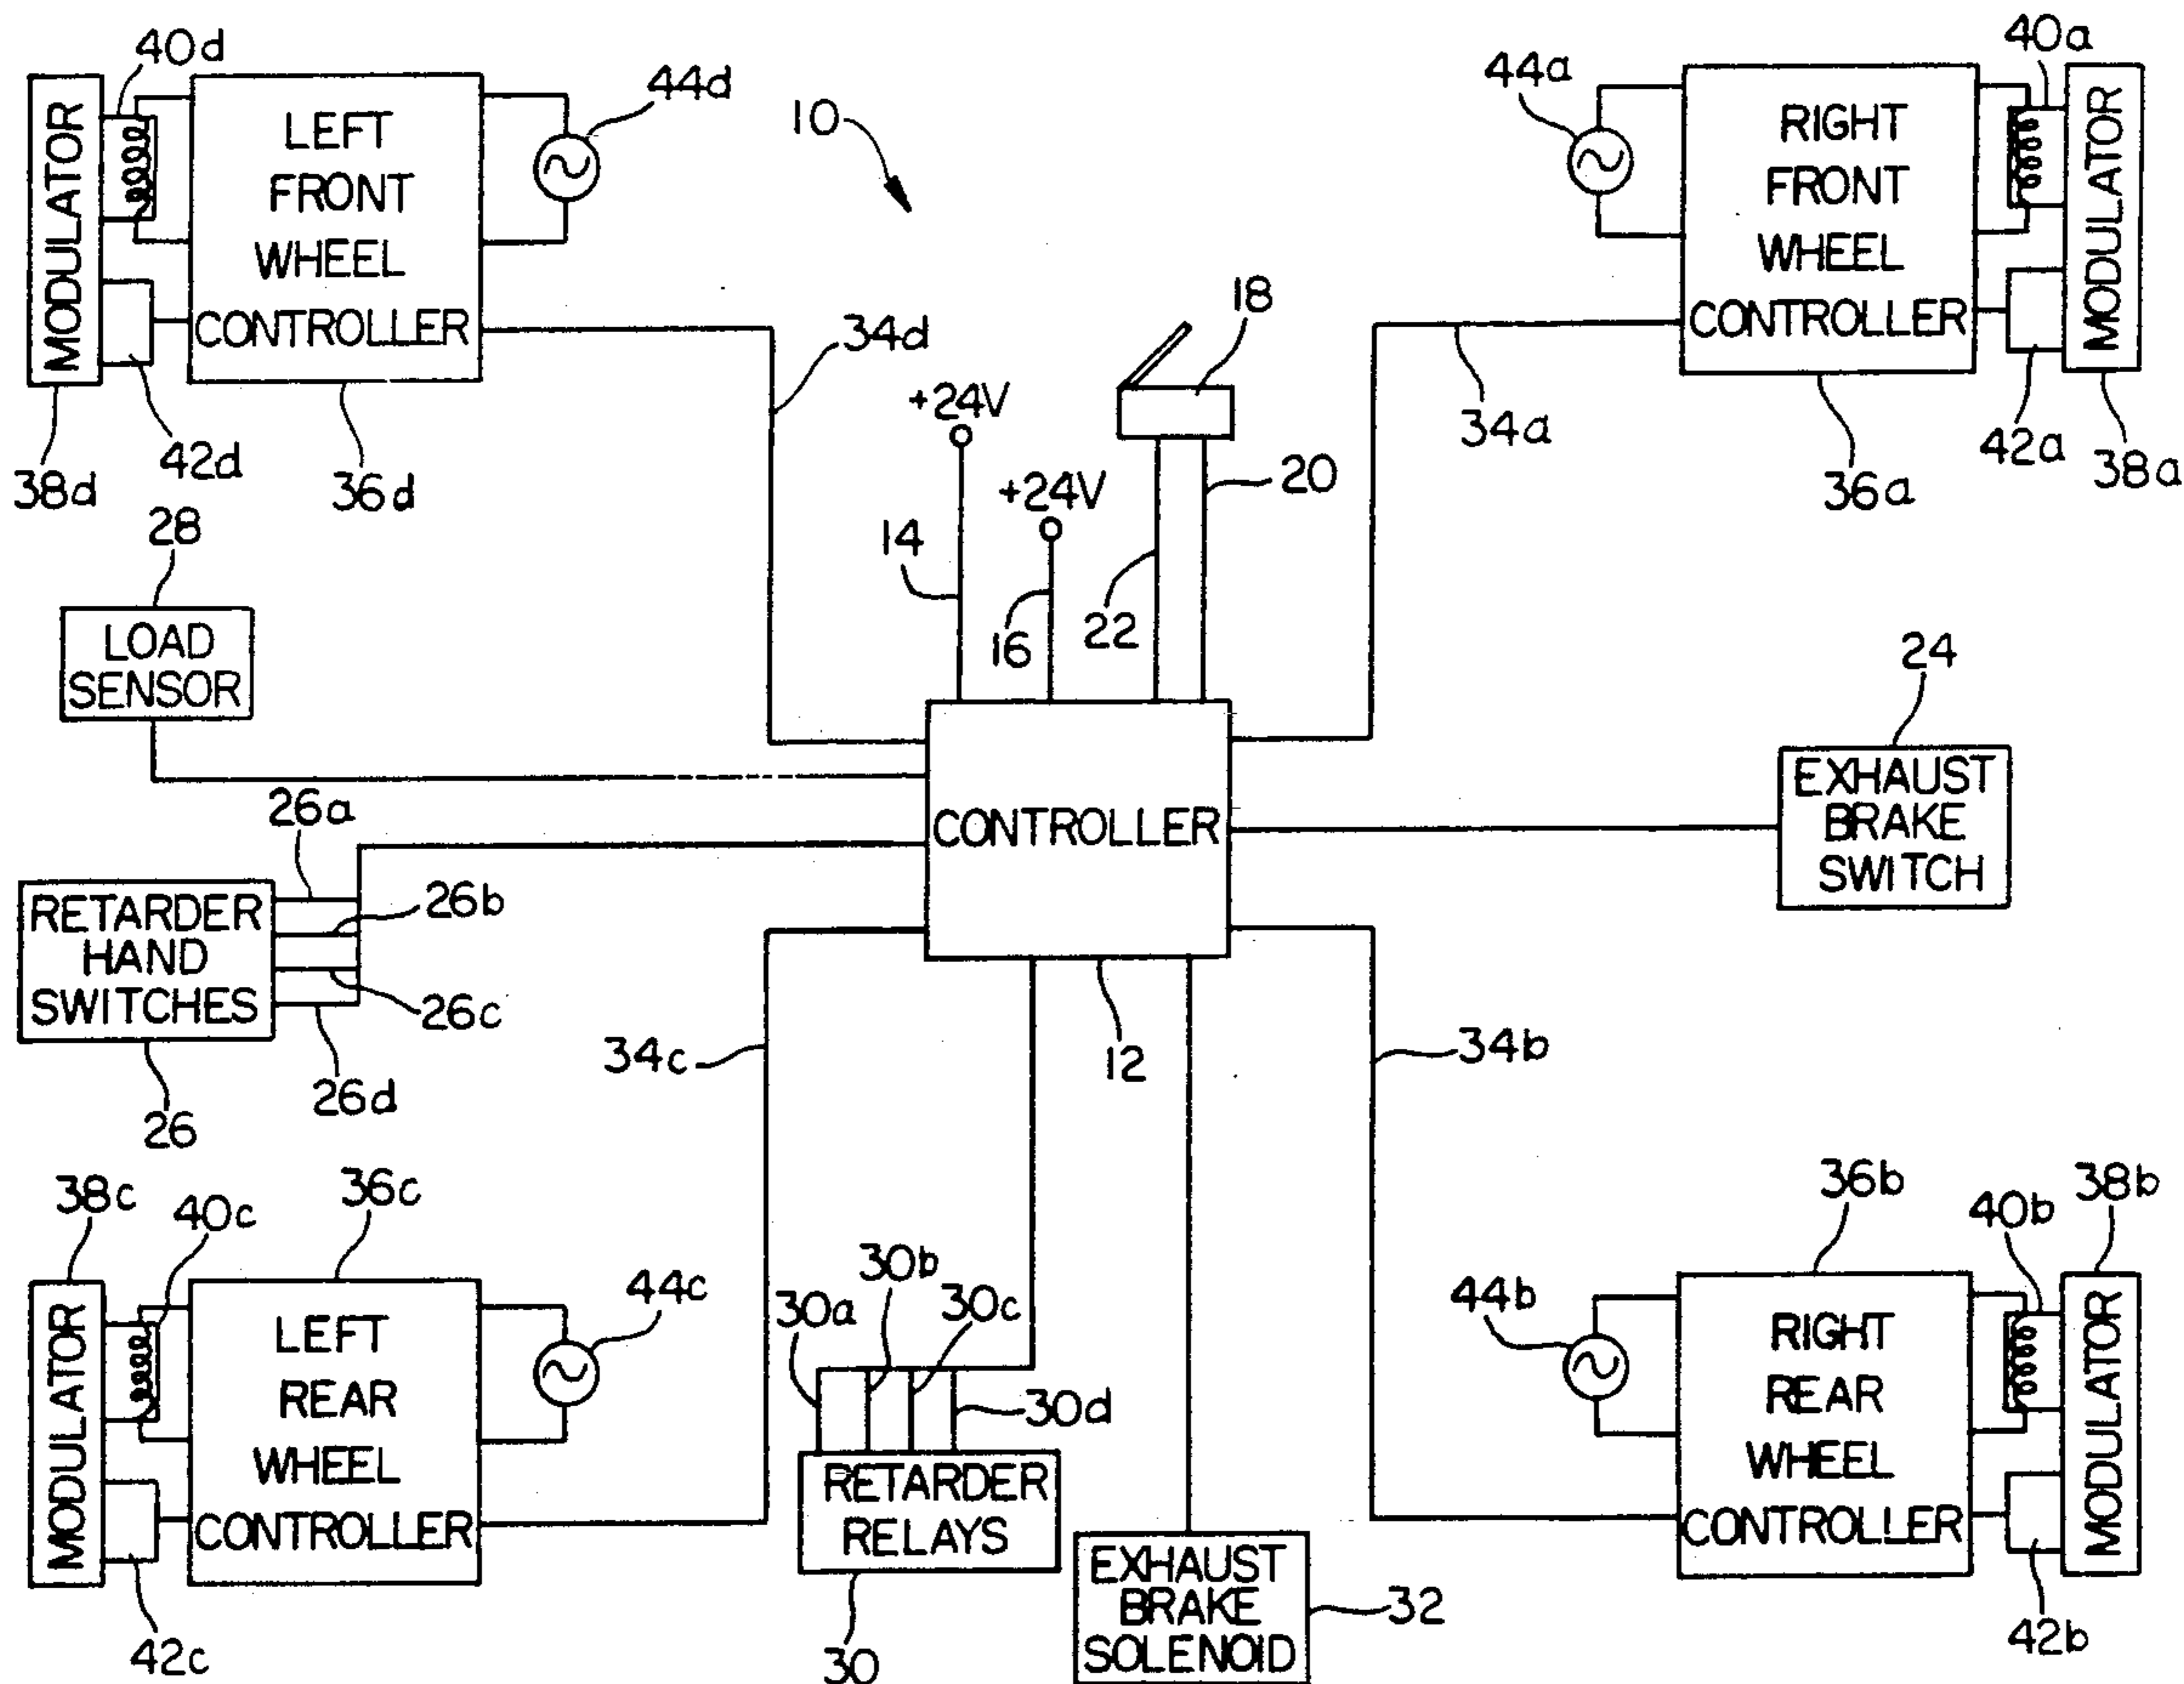 40d
44d
10
44a
40a
MODULATOR
LEFT
FRONT
WHEEL
CONTROLLER
RIGHT
FRONT
WHEEL
CONTROLLER
MODULATOR
18
34d
+24V
34a
38d
42d
36d
+24V
20
36a
42a
38a
28
14
16
22
LOAD
SENSOR
24
EXHAUST
BRAKE
SWITCH
CONTROLLER
26a
26b
RETARDER
HAND
SWITCHES
26c
26d
26
34c
12
34b
38c
40c
36c
36b
40b
38b
44c
30a
30b
30c
44b
MODULATOR
LEFT
REAR
WHEEL
CONTROLLER
30d
RETARDER
RELAYS
RIGHT
REAR
WHEEL
CONTROLLER
MODULATOR
EXHAUST
BRAKE
SOLENOID
32
42c
30
42b